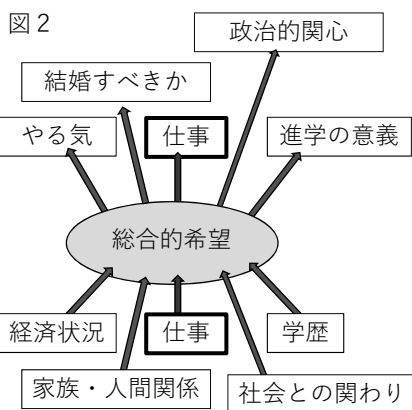 図２
政治的関心
結婚すべきか
やる気
仕事
進学の意義
総合的希望
経済状況
仕事
学歴
家族・人間関係
社会との関わり